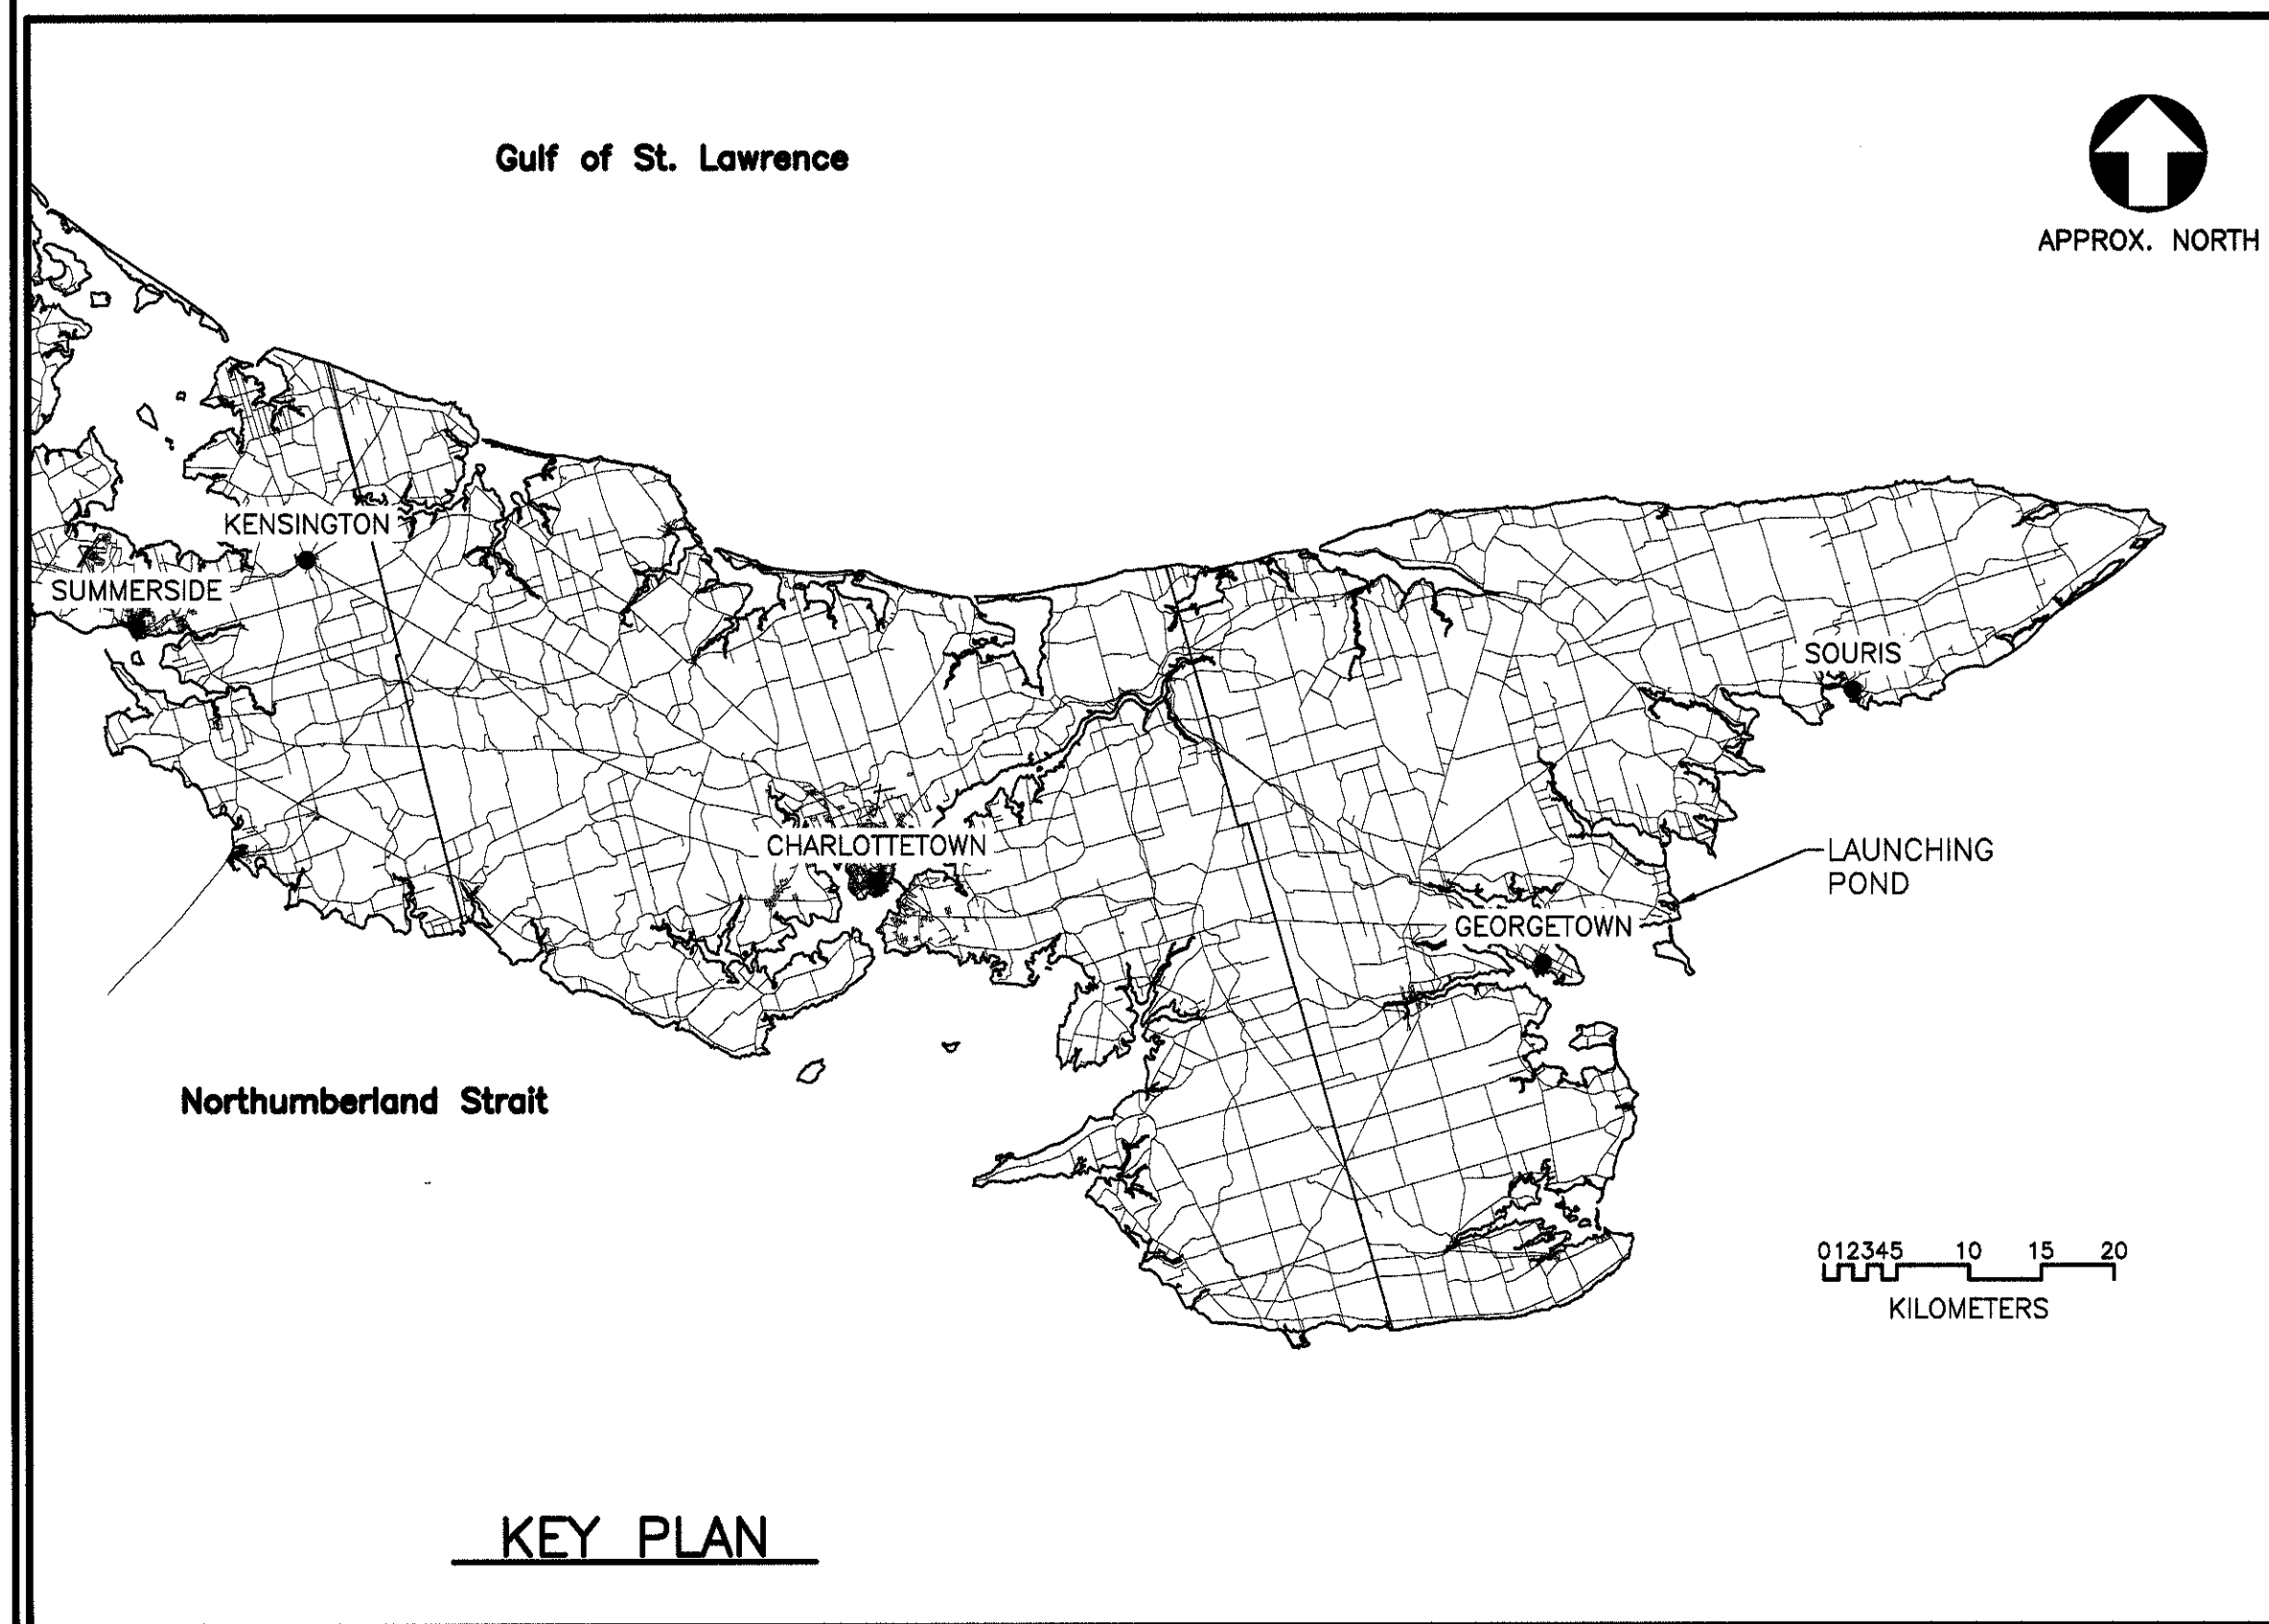 Gulf of St. Lawrence
APPROX. NORTH
KENSINGTON
SUMMERSIDE
SOURIS
CHARLOTTETOWN
LAUNCHING
POND
GEORGETOWN
Northumberland Strait
012345 10 15 20
KILOMETERS
KEY PLAN